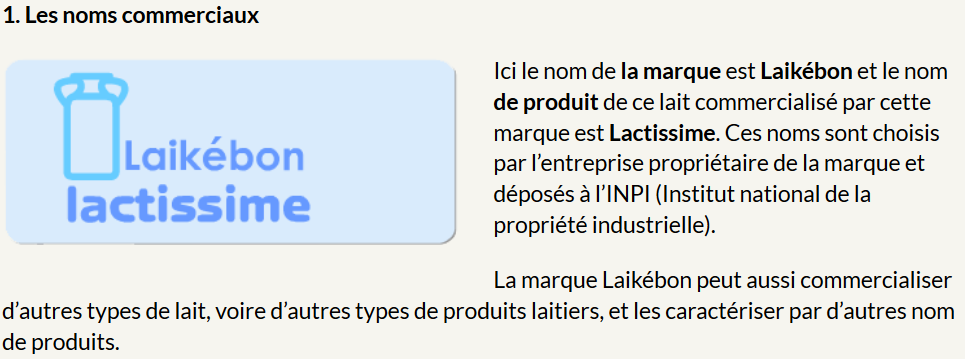 1. Les noms commerciaux
Laikébon
lactissime
Ici le nom de la marque est Laikébon et le nom
de produit de ce lait commercialisé par cette
marque est Lactissime. Ces noms sont choisis
par l’entreprise propriétaire de la marque et
déposés à l’INPI (Institut national de la
propriété industrielle).
La marque Laikébon peut aussi commercialiser
d’autres types de lait, voire d’autres types de produits laitiers, et les caractériser par d’autres nom
de produits.